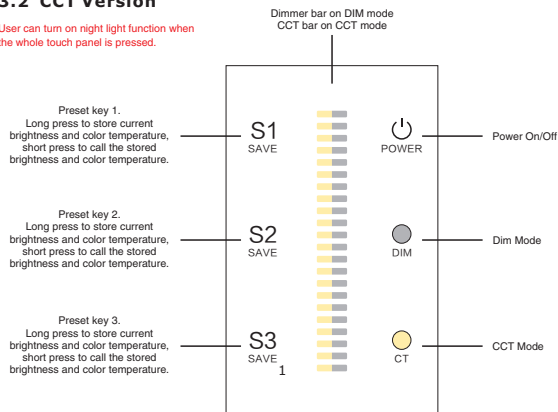 3.2 CCT Version
User can turn on night light function when
the whole touch panel is pressed.
Dimmer bar on DIM mode
CCT bar on CCT mode
Preset key 1.
Long press to store current
brightness and color temperature,
short press to call the stored
brightness and color temperature.
S1
SAVE
POWER
Power On/Off
Preset key 2.
Long press to store current
brightness and color temperature,
short press to call the stored
brightness and color temperature.
S2
SAVE
DIM
Dim Mode
Preset key 3.
Long press to store current
brightness and color temperature,
short press to call the stored
brightness and color temperature.
S3
SAVE
1
CT
CCT Mode